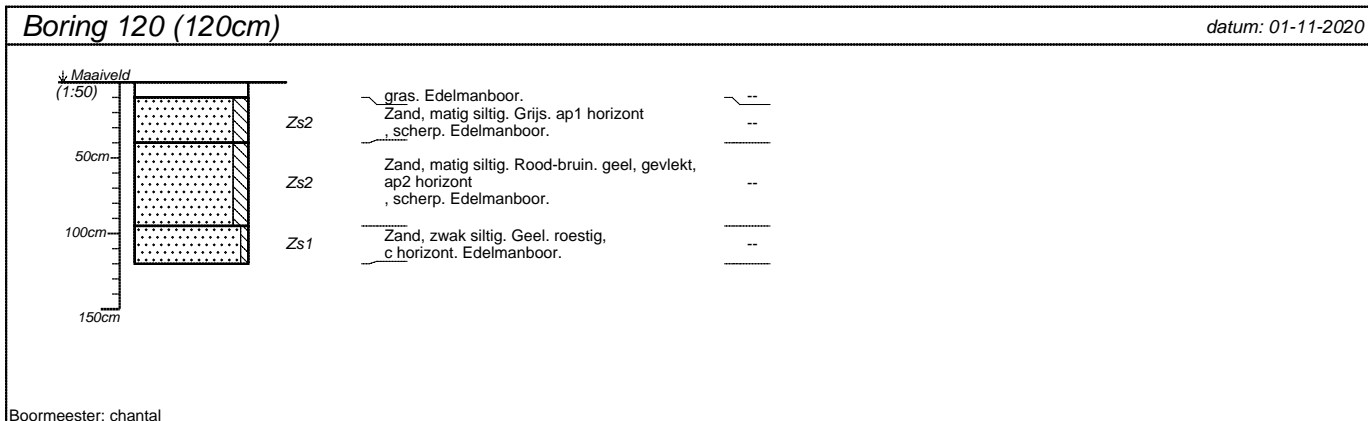 Boring 120 (120cm)
datum: 01-11-2020
Maaiveld
(1:50)
gras. Edelmanboor.
--
Zs2
Zand, matig siltig. Grijs. ap1 horizont
, scherp. Edelmanboor.
--
50cm
Zs2
Zand, matig siltig. Rood-bruin. geel, gevlekt,
ap2 horizont
, scherp. Edelmanboor.
--
100cm
Zs1
Zand, zwak siltig. Geel. roestig,
c horizont. Edelmanboor.
--
150cm
Boormeester: chantal